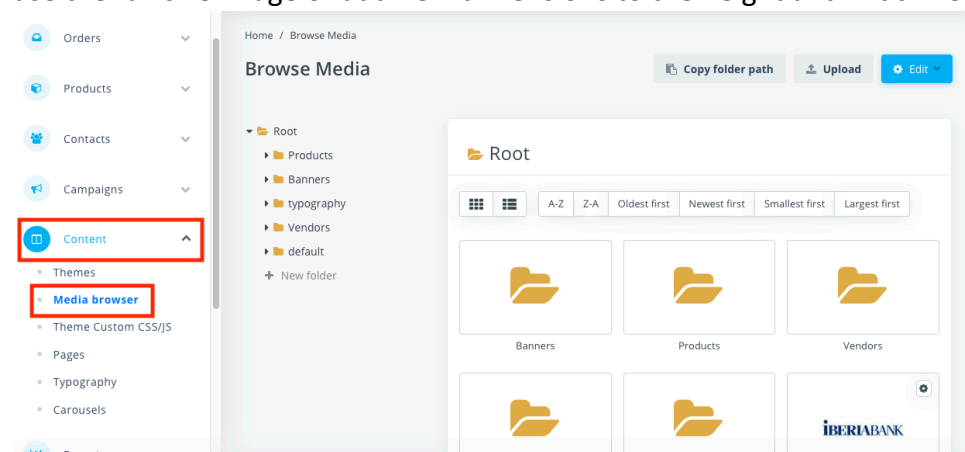 Orders
Products
Contacts
Campaigns
Content
Themes
Media browser
Theme Custom CSS/JS
Pages
Typography
Carousels
Home / Browse Media
Browse Media
Copy folder path
Upload
Edit
Root
Products
Banners
typography
Vendors
default
New folder
Root
A-Z Z-A Oldest first Newest first Smallest first Largest first
Banners
Products
Vendors
IBERIABANK